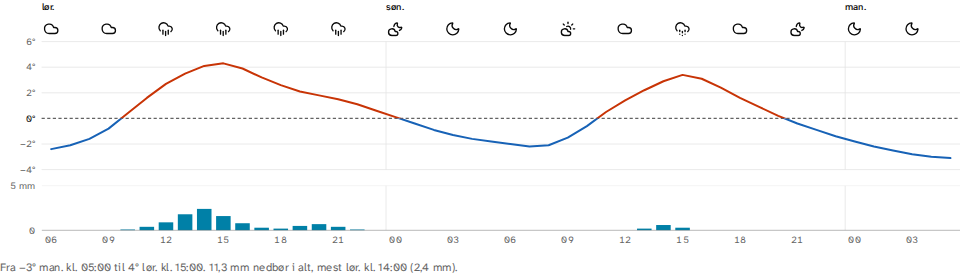 lør. søn. man.
6°
4°
2°
0°
−2°
−4°
5 mm
0
06 09 12 15 18 21 00 03 06 09 12 15 18 21 00 03
Fra −3° man. kl. 05:00 til 4° lør. kl. 15:00. 11,3 mm nedbør i alt, mest lør. kl. 14:00 (2,4 mm).